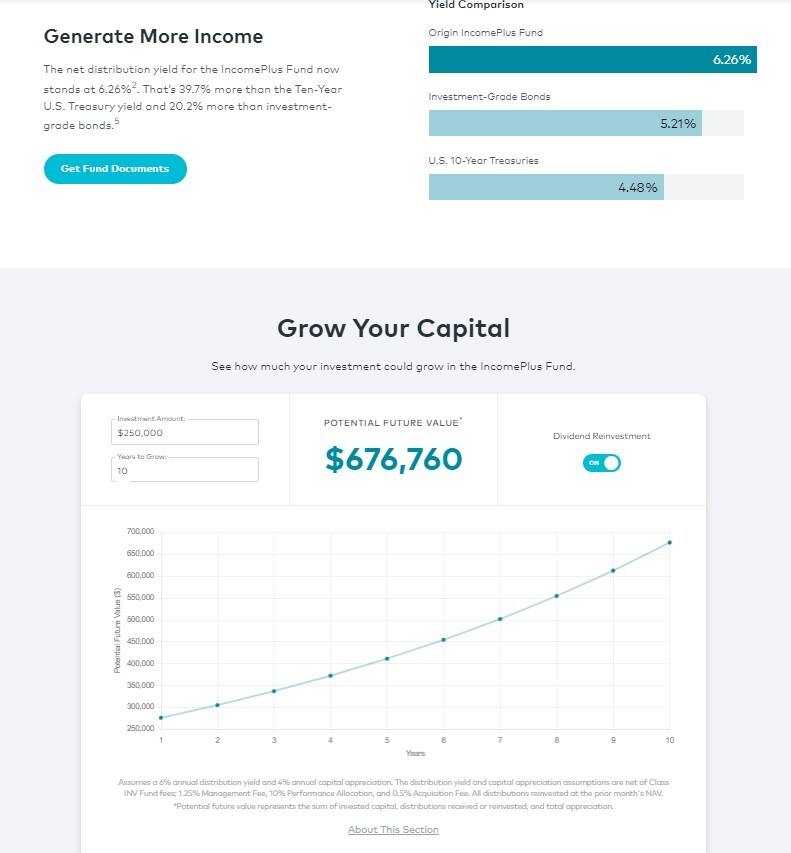 Yield Comparison
Generate More Income
Origin IncomePlus Fund
6.26%
The net distribution yield for the IncomePlus Fund now
stands at 6.26%2. That's 39.7% more than the Ten-Year
U.S. Treasury yield and 20.2% more than investment-
grade bonds.5
Investment-Grade Bonds
5.21%
Get Fund Documents
U.S. 10-Year Treasuries
4.48%
Grow Your Capital
See how much your investment could grow in the IncomePlus Fund.
Investment Amount:
$250,000
Years to Grow:
10
POTENTIAL FUTURE VALUE*
$676,760
Dividend Reinvestment
ON
Potential Future Value ($)
700,000
650,000
600,000
550,000
500,000
450,000
400,000
350,000
300,000
250,000
1 2 3 4 5 6 7 8 9 10
Years
Assumes a 6% annual distribution yield and 4% annual capital appreciation. The distribution yield and capital appreciation assumptions are net of Class
INV Fund fees; 1.25% Management Fee, 10% Performance Allocation, and 0.5% Acquisition Fee. All distributions reinvested at the prior month's NAV.
*Potential future value represents the sum of invested capital, distributions received or reinvested, and total appreciation.
About This Section